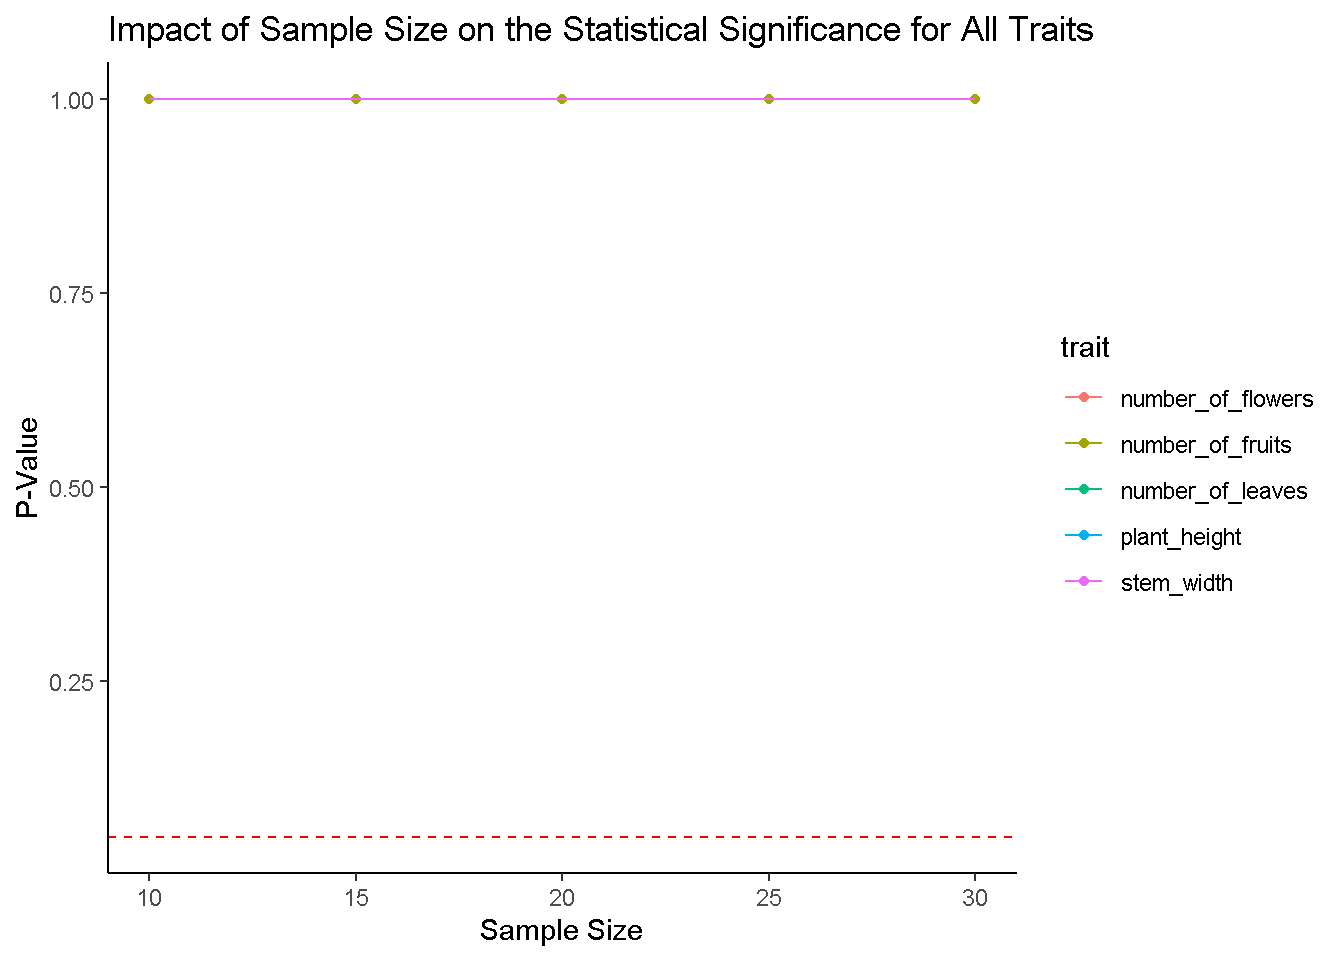 Impact of Sample Size on the Statistical Significance for All Traits
1.00
0.75
0.50
0.25
P-Value
10 15 20 25 30
Sample Size
trait
number_of_flowers
number_of_fruits
number_of_leaves
plant_height
stem_width